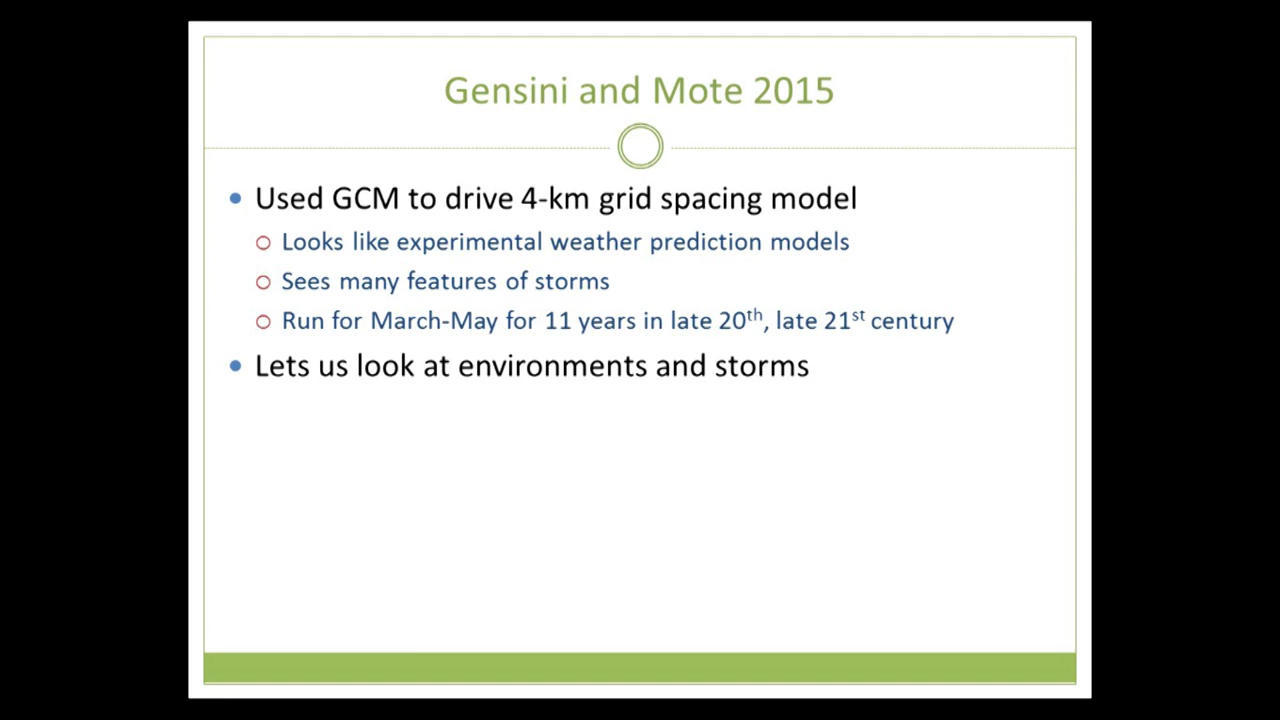 Gensini and Mote 2015
Used GCM to drive 4-km grid spacing model
Looks like experimental weather prediction models
Sees many features of storms
Run for March-May for 11 years in late 20th, late 21st century
Lets us look at environments and storms